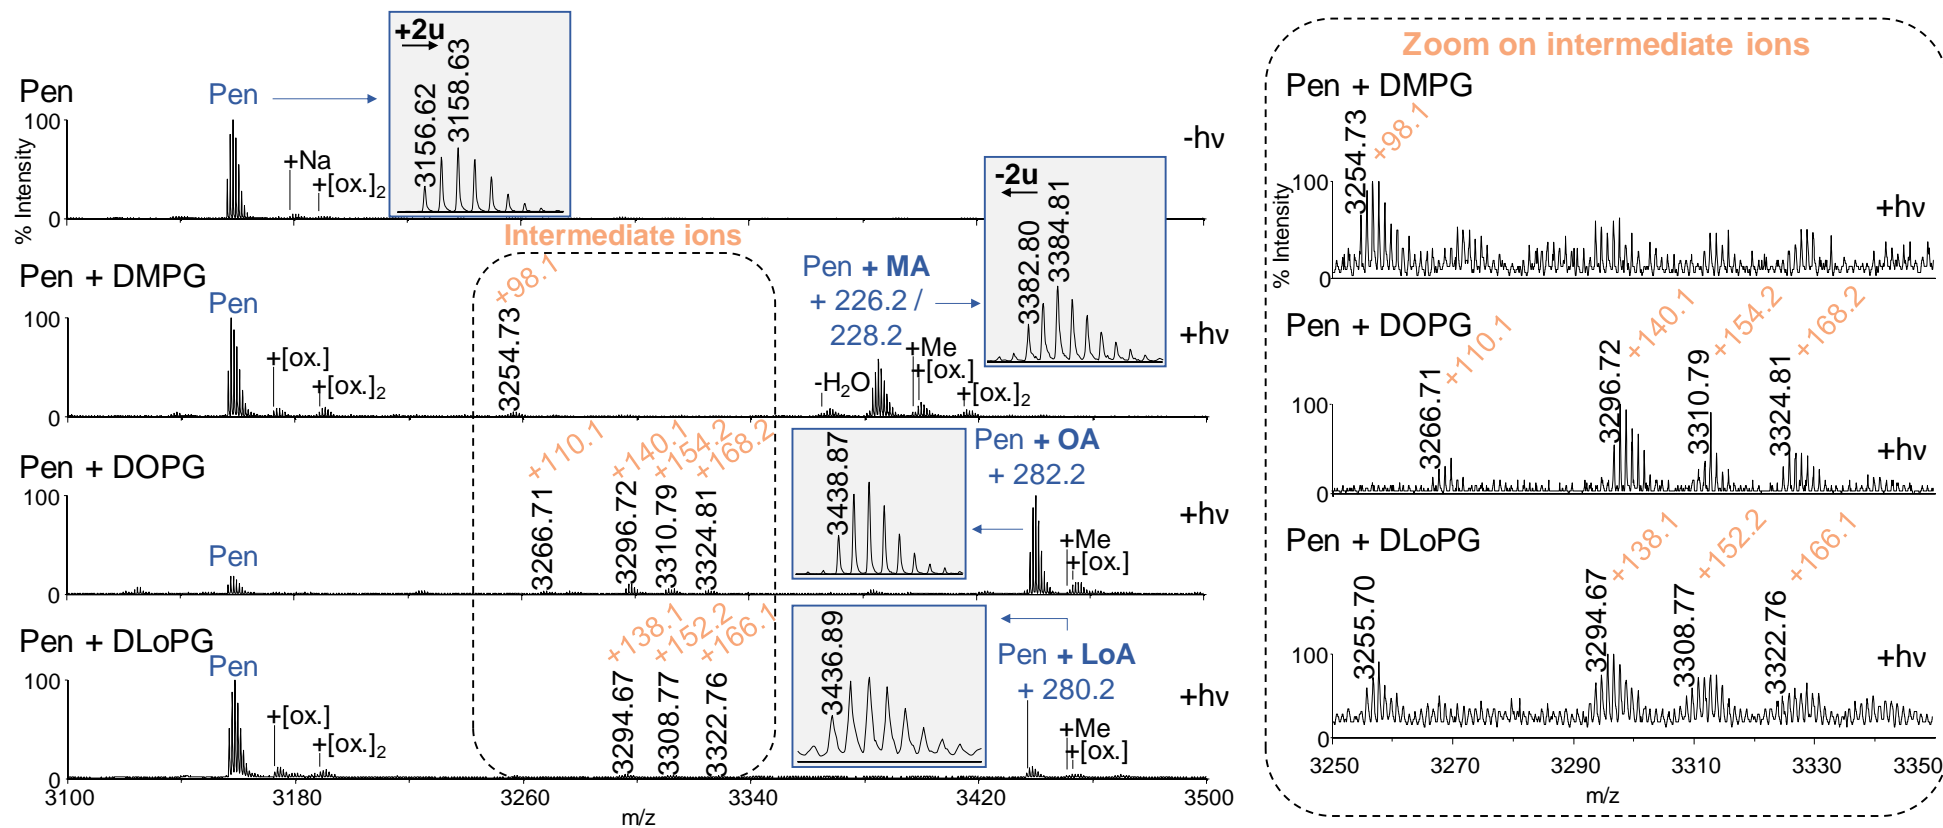 Pen
% Intensity
100
0
Pen
+Na
+[ox.]2
+2u
3156.62
3158.63
-hν
Pen + DMPG
Pen
100
0
+[ox.]
+[ox.]2
Intermediate ions
+98.1
3254.73
Pen + MA
+ 226.2 /
228.2
-H2O
+Me
+[ox.]
+[ox.]2
-2u
3382.80
3384.81
+hν
Pen + DOPG
Pen
100
0
+110.1
+140.1
+154.2
+168.2
3266.71
3296.72
3310.79
3324.81
3438.87
Pen + OA
+ 282.2
+Me
+[ox.]
+hν
Pen + DLoPG
Pen
100
0
+[ox.]
+[ox.]2
+138.1
+152.2
+166.1
3294.67
3308.77
3322.76
3436.89
Pen + LoA
+ 280.2
+Me
+[ox.]
+hν
3100
3180
3260
3340
3420
3500
m/z
Zoom on intermediate ions
Pen + DMPG
% Intensity
100
0
3254.73
+98.1
+hν
Pen + DOPG
100
0
3266.71
+110.1
3296.72
+140.1
3310.79
+154.2
3324.81
+168.2
+hν
Pen + DLoPG
100
0
3255.70
3294.67
+138.1
3308.77
+152.2
3322.76
+166.1
+hν
3250
3270
3290
3310
3330
3350
m/z